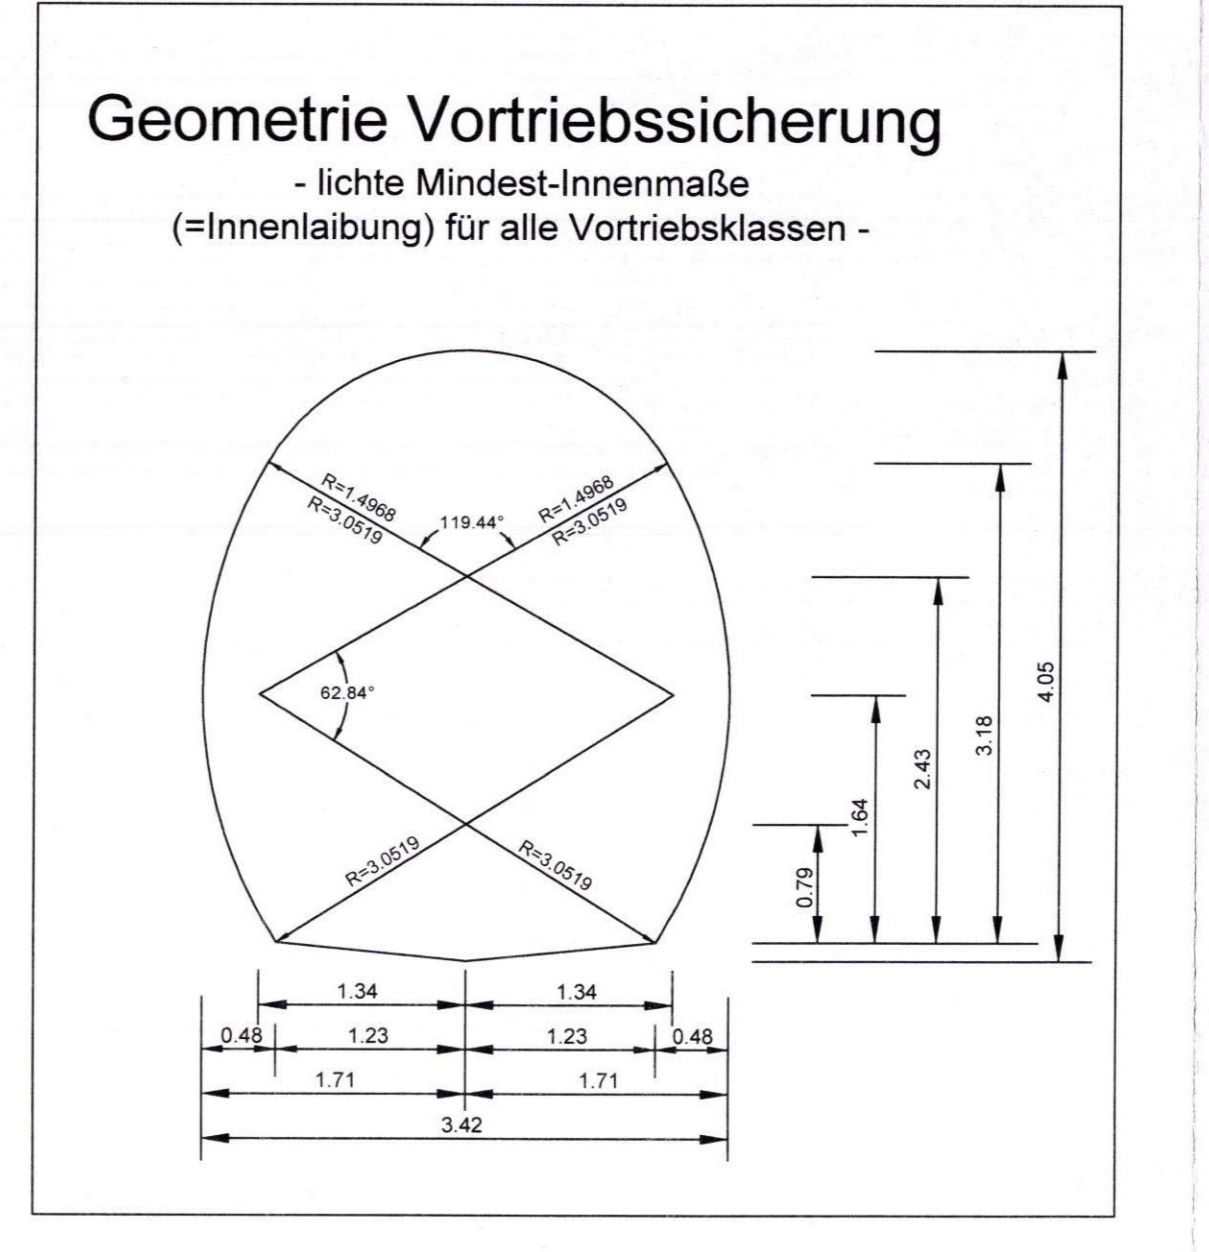 Geometrie Vortriebssicherung
- lichte Mindest-Innenmaße
(=Innenlaibung) für alle Vortriebsklassen -
R=1.4968
R=3.0519
119.44°
R=1.4968
R=3.0519
62.84°
R=3.0519
R=3.0519
0.79
1.64
2.43
3.18
4.05
1.34
1.34
0.48
1.23
1.23
0.48
1.71
1.71
3.42